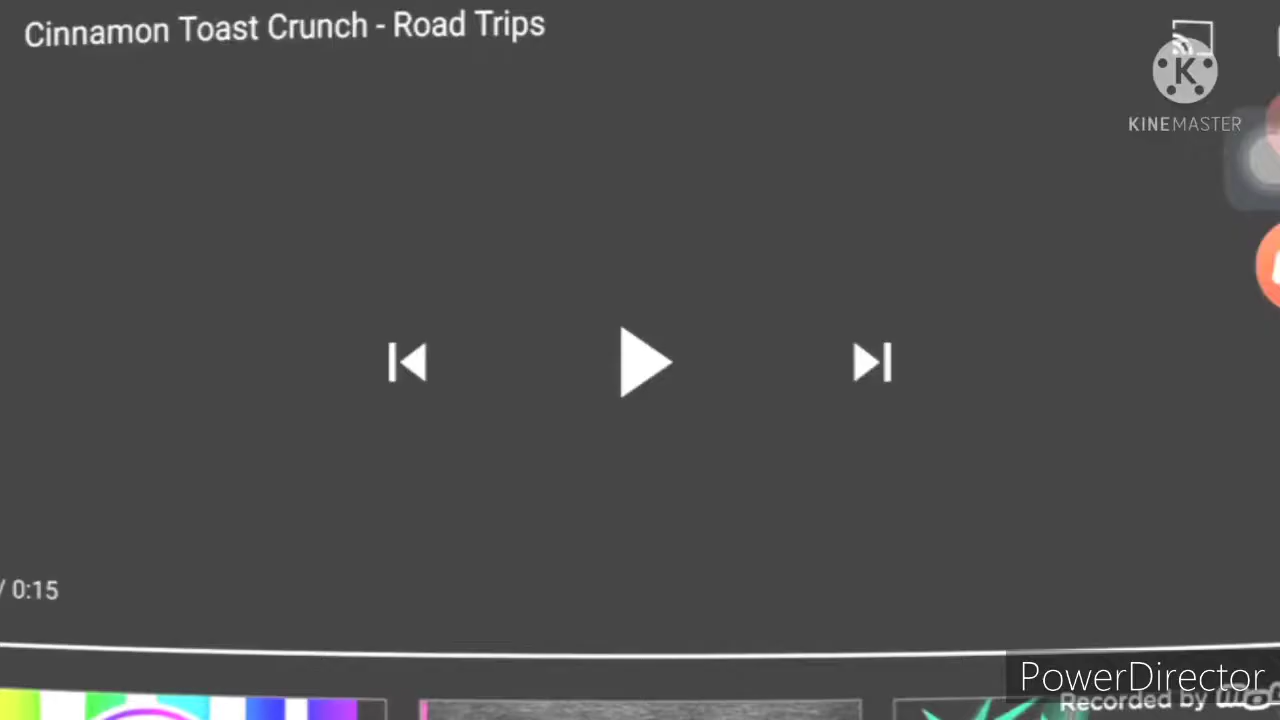 Cinnamon Toast Crunch - Road Trips
K
KINEMASTER
/ 0:15
PowerDirector
Recorded by